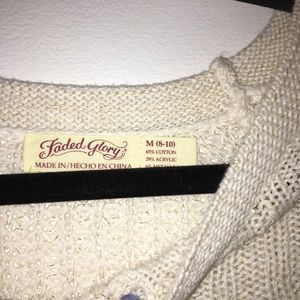 Faded Glory
MADE IN/HECHO EN CHINA
M (8-10)
65% COTTON
29% ACRYLIC